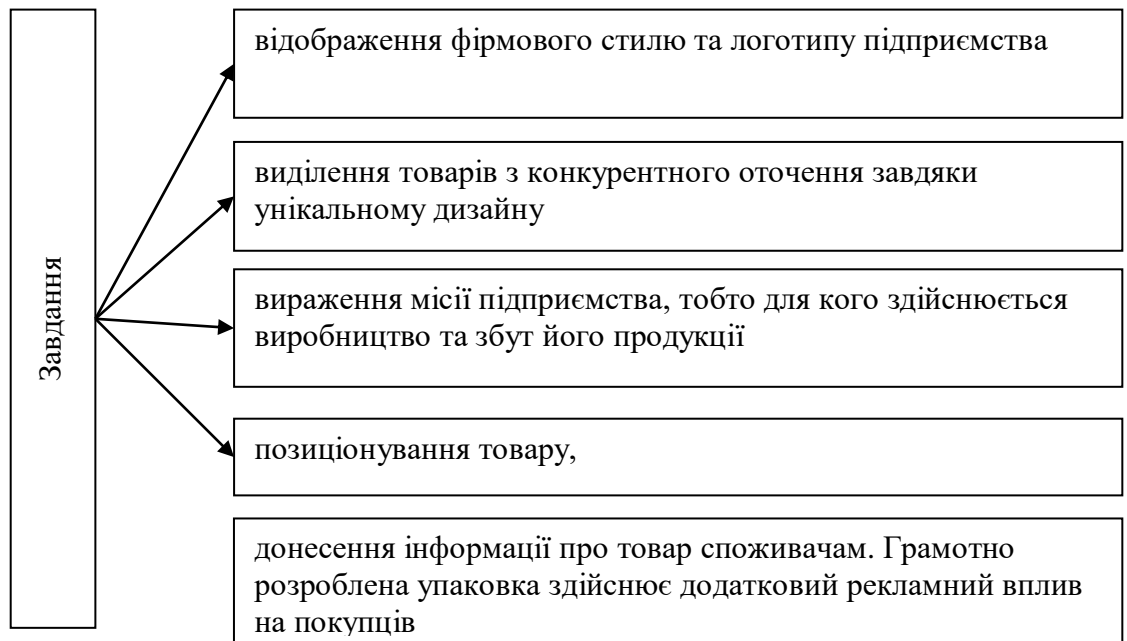 Завдання
відображення фірмового стилю та логотипу підприємства
виділення товарів з конкурентного оточення завдяки
унікальному дизайну
вираження місії підприємства, тобто для кого здійснюється
виробництво та збут його продукції
позиціонування товару,
донесення інформації про товар споживачам. Грамотно
розроблена упаковка здійснює додатковий рекламний вплив
на покупців